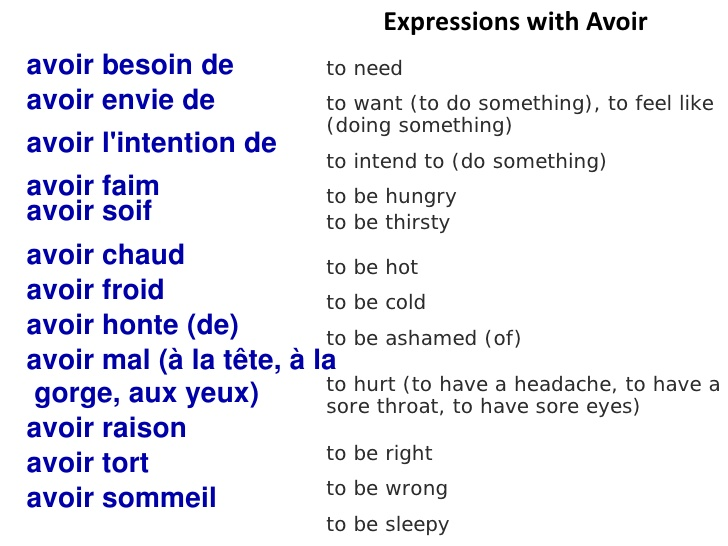 Expressions with Avoir
avoir besoin de
to need
avoir envie de
to want (to do something), to feel like
(doing something)
avoir l'intention de
to intend to (do something)
avoir faim
to be hungry
avoir soif
to be thirsty
avoir chaud
to be hot
avoir froid
to be cold
avoir honte (de)
to be ashamed (of)
avoir mal (à la tête, à la
gorge, aux yeux)
to hurt (to have a headache, to have a
sore throat, to have sore eyes)
avoir raison
to be right
avoir tort
to be wrong
avoir sommeil
to be sleepy